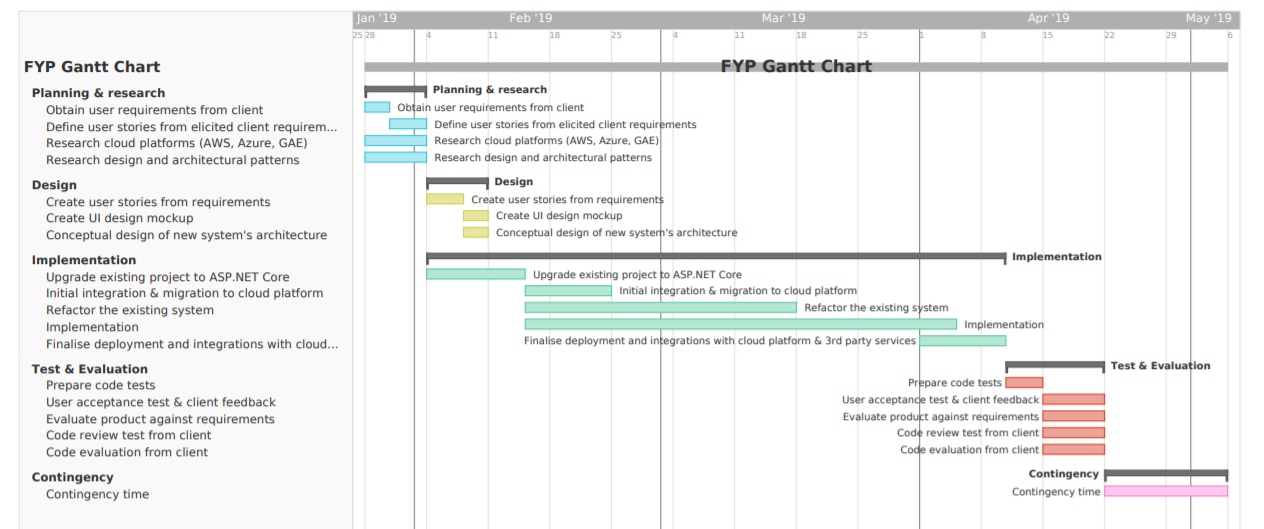 Jan '19 Feb '19 Mar '19 Apr '19 May '19
25 28 4 11 18 25 4 11 18 25 1 8 15 22 29 6
FYP Gantt Chart FYP Gantt Chart
Planning & research Planning & research
Obtain user requirements from client Obtain user requirements from client
Define user stories from elicited client requirem... Define user stories from elicited client requirements
Research cloud platforms (AWS, Azure, GAE) Research cloud platforms (AWS, Azure, GAE)
Research design and architectural patterns Research design and architectural patterns
Design Design
Create user stories from requirements Create user stories from requirements
Create UI design mockup Create UI design mockup
Conceptual design of new system's architecture Conceptual design of new system's architecture
Implementation Implementation
Upgrade existing project to ASP.NET Core Upgrade existing project to ASP.NET Core
Initial integration & migration to cloud platform Initial integration & migration to cloud platform
Refactor the existing system Refactor the existing system
Implementation Implementation
Finalise deployment and integrations with cloud... Finalise deployment and integrations with cloud platform & 3rd party services
Test & Evaluation Test & Evaluation
Prepare code tests Prepare code tests
User acceptance test & client feedback User acceptance test & client feedback
Evaluate product against requirements Evaluate product against requirements
Code review test from client Code review test from client
Code evaluation from client Code evaluation from client
Contingency Contingency
Contingency time Contingency time